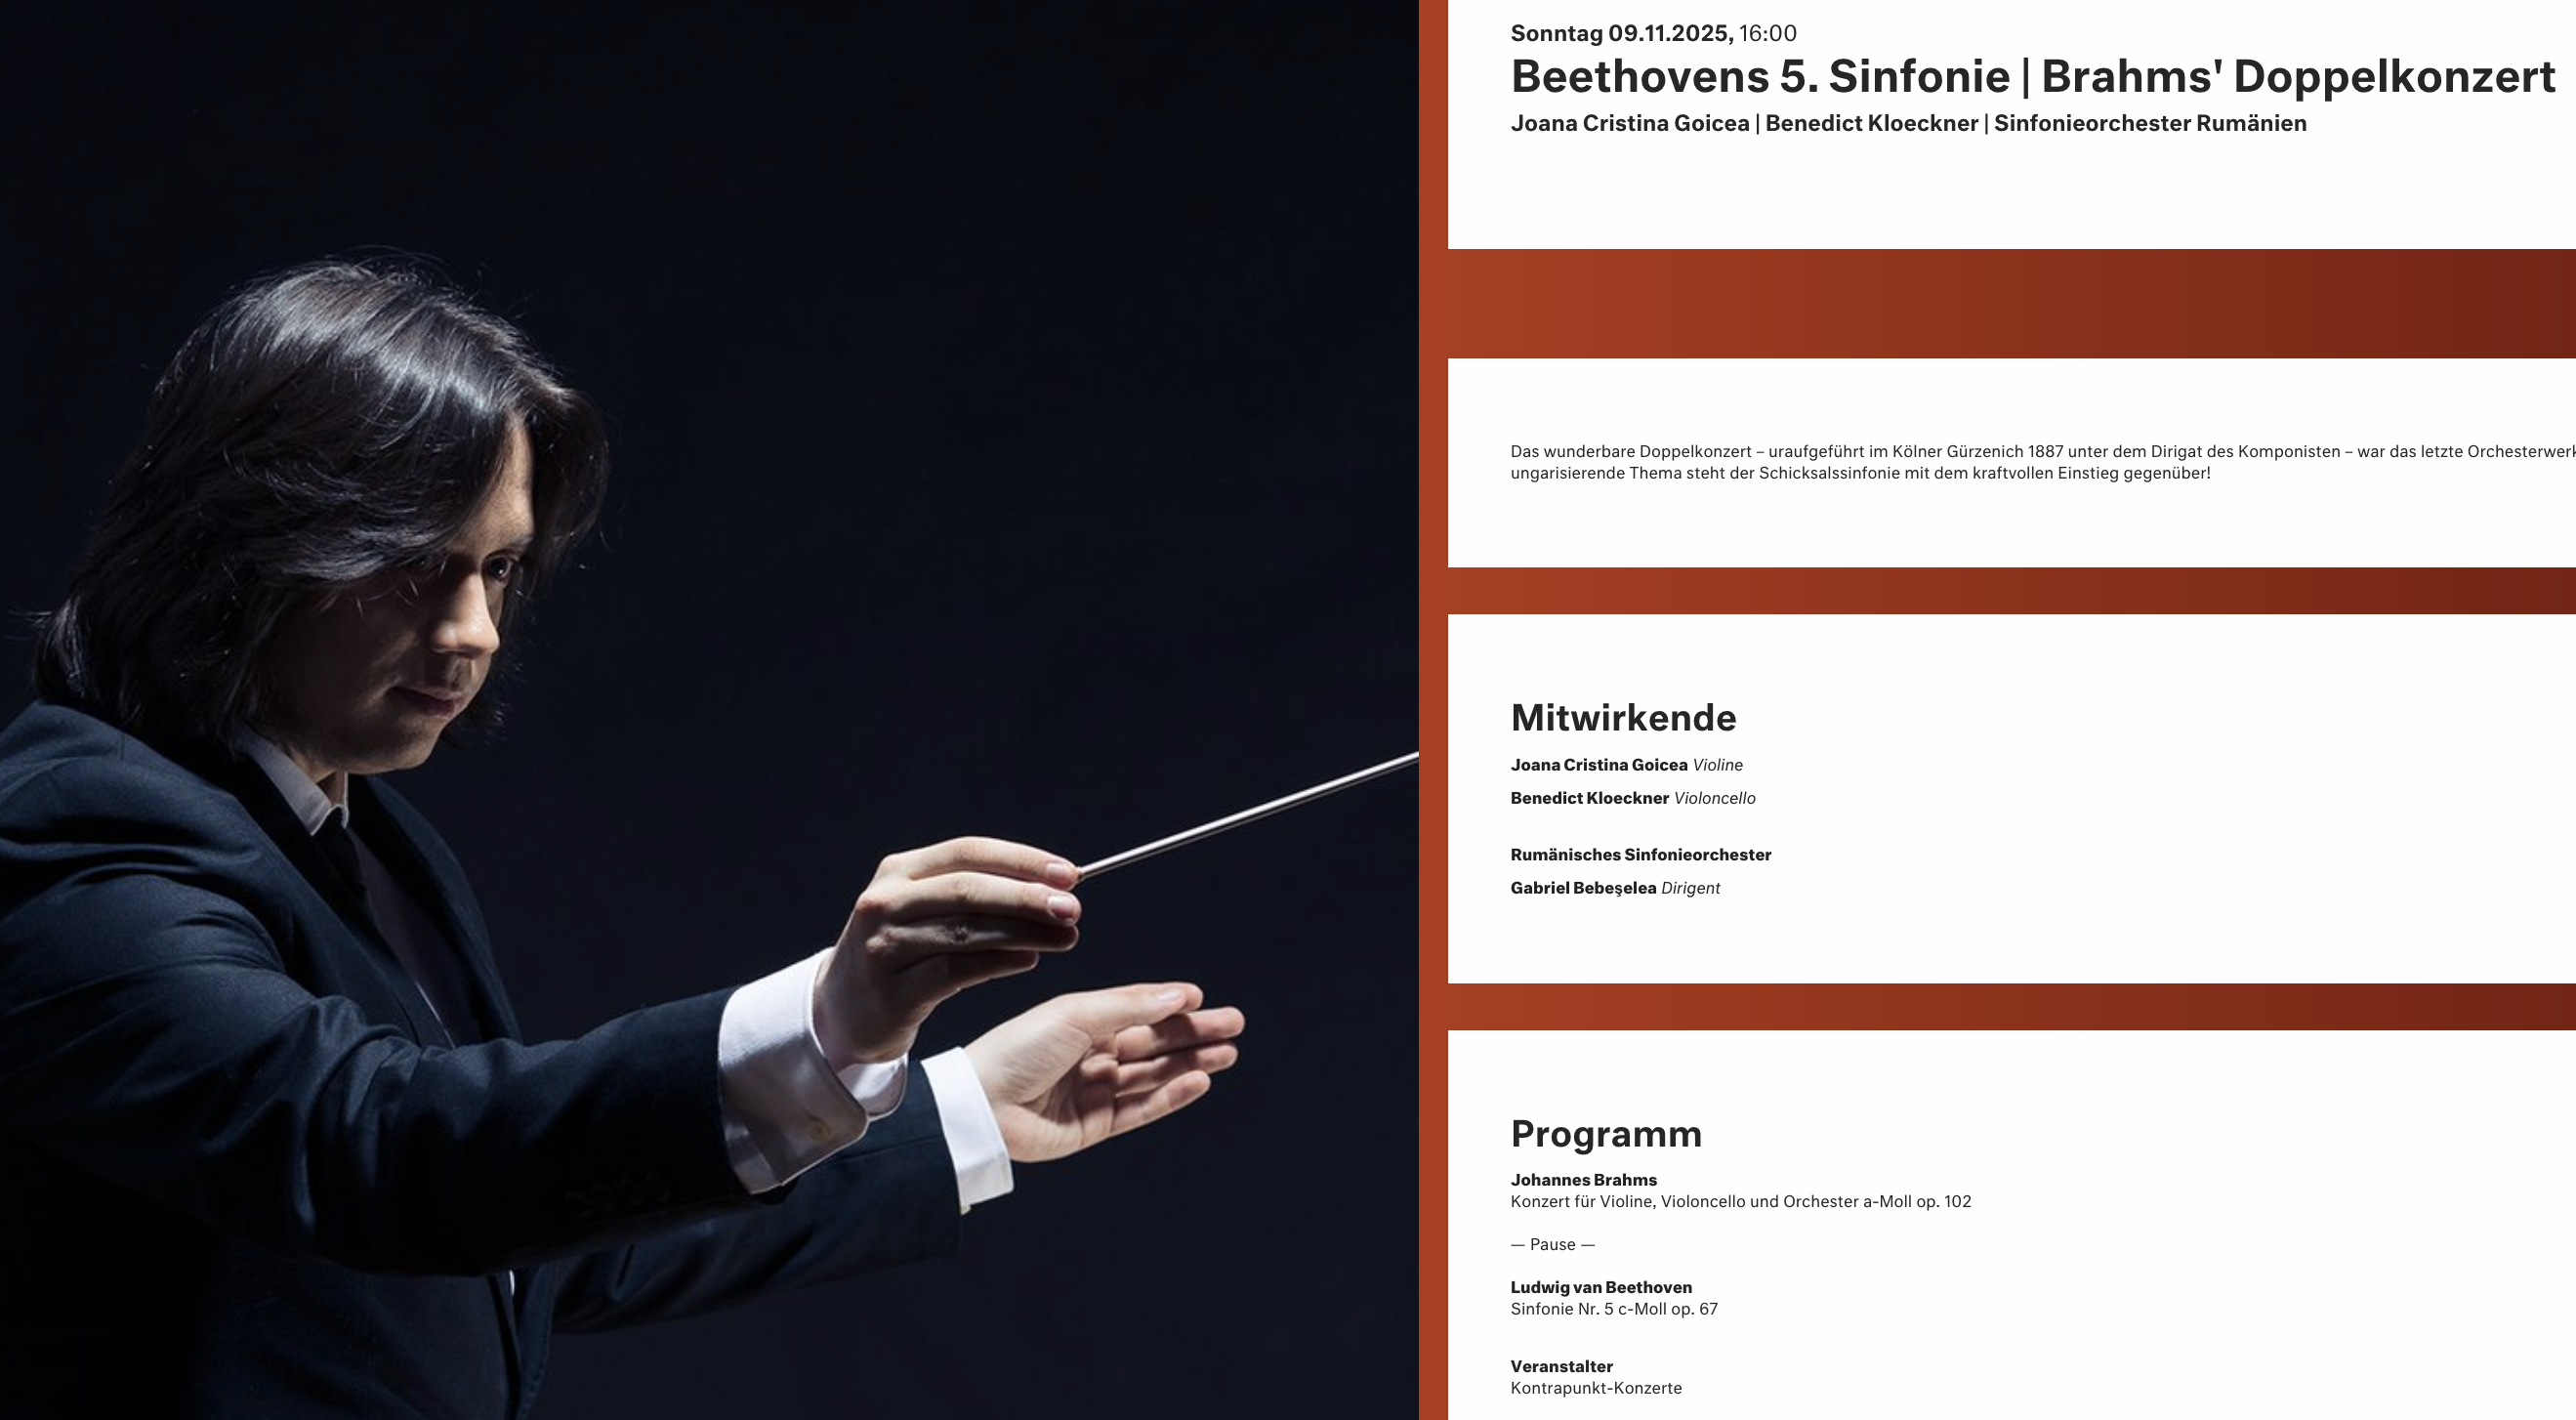 Sonntag 09.11.2025, 16:00
Beethovens 5. Sinfonie | Brahms' Doppelkonzert
Joana Cristina Goicea | Benedict Kloeckner | Sinfonieorchester Rumänien
Das wunderbare Doppelkonzert – uraufgeführt im Kölner Gürzenich 1887 unter dem Dirigat des Komponisten – war das letzte
ungarisierende Thema steht der Schicksalssinfonie mit dem kraftvollen Einstieg gegenüber!
Mitwirkende
Joana Cristina Goicea Violine
Benedict Kloeckner Violoncello
Rumänisches Sinfonieorchester
Gabriel Bebeşelea Dirigent
Programm
Johannes Brahms
Konzert für Violine, Violoncello und Orchester a-Moll op. 102
— Pause —
Ludwig van Beethoven
Sinfonie Nr. 5 c-Moll op. 67
Veranstalter
Kontrapunkt-Konzerte